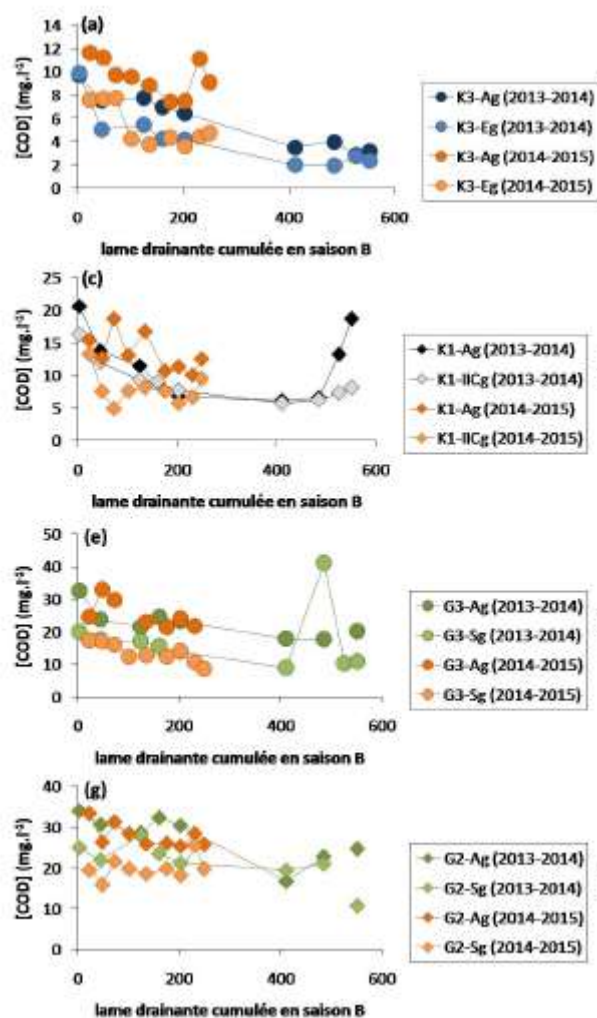 (a)
[COD] (mg.l⁻¹)
14
12
10
8
6
4
2
0
0 200 400 600
lame drainante cumulée en saison B
K3-Ag (2013-2014)
K3-Eg (2013-2014)
K3-Ag (2014-2015)
K3-Eg (2014-2015)
(c)
[COD] (mg.l⁻¹)
25
20
15
10
5
0
0 200 400 600
lame drainante cumulée en saison B
K1-Ag (2013-2014)
K1-IICg (2013-2014)
K1-Ag (2014-2015)
K1-IICg (2014-2015)
(e)
[COD] (mg.l⁻¹)
50
40
30
20
10
0
0 200 400 600
lame drainante cumulée en saison B
G3-Ag (2013-2014)
G3-Sg (2013-2014)
G3-Ag (2014-2015)
G3-Sg (2014-2015)
(g)
[COD] (mg.l⁻¹)
40
30
20
10
0
0 200 400 600
lame drainante cumulée en saison B
G2-Ag (2013-2014)
G2-Sg (2013-2014)
G2-Ag (2014-2015)
G2-Sg (2014-2015)